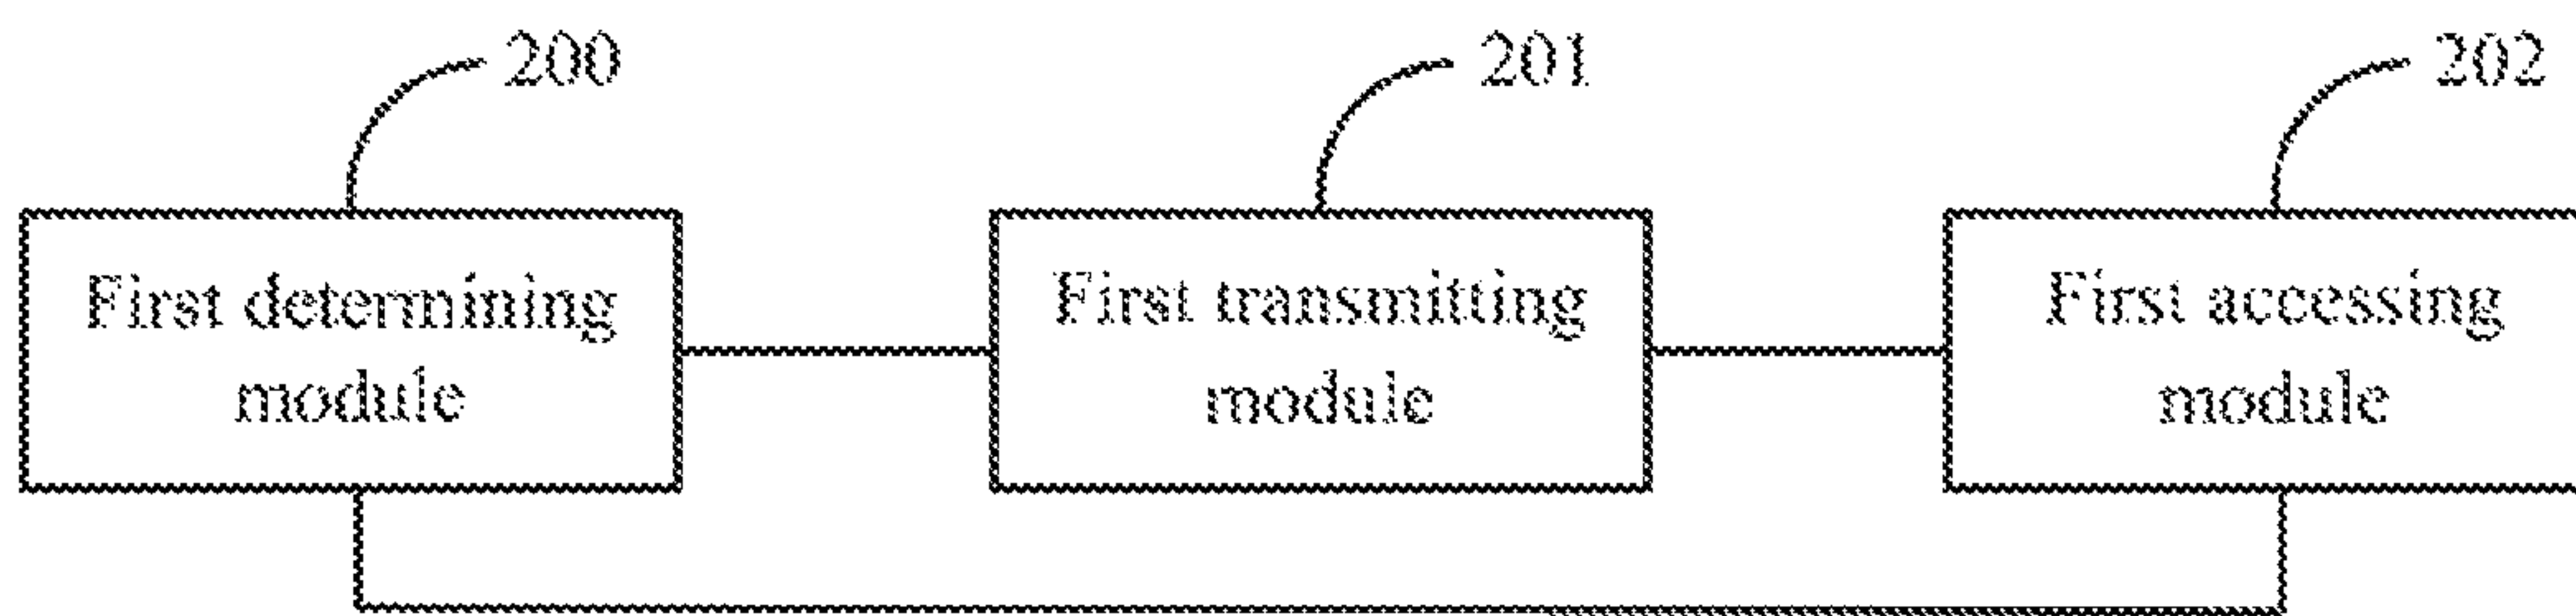 200
201
202
First determining
module
First transmitting
module
First accessing
module